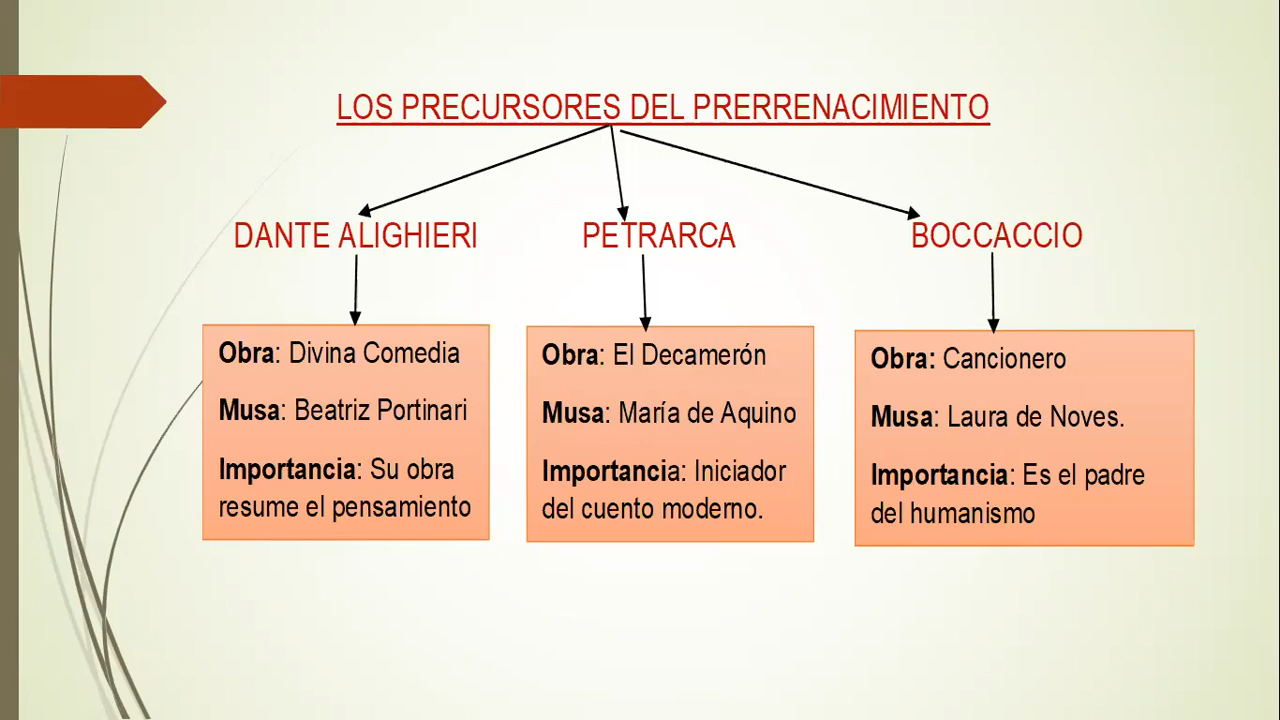 LOS PRECURSORES DEL PRERRENACIMIENTO
DANTE ALIGHIERI
PETRARCA
BOCCACCIO
Obra: Divina Comedia
Musa: Beatriz Portinari
Importancia: Su obra
resume el pensamiento
Obra: El Decamerón
Musa: María de Aquino
Importancia: Iniciador
del cuento moderno.
Obra: Cancionero
Musa: Laura de Noves.
Importancia: Es el padre
del humanismo